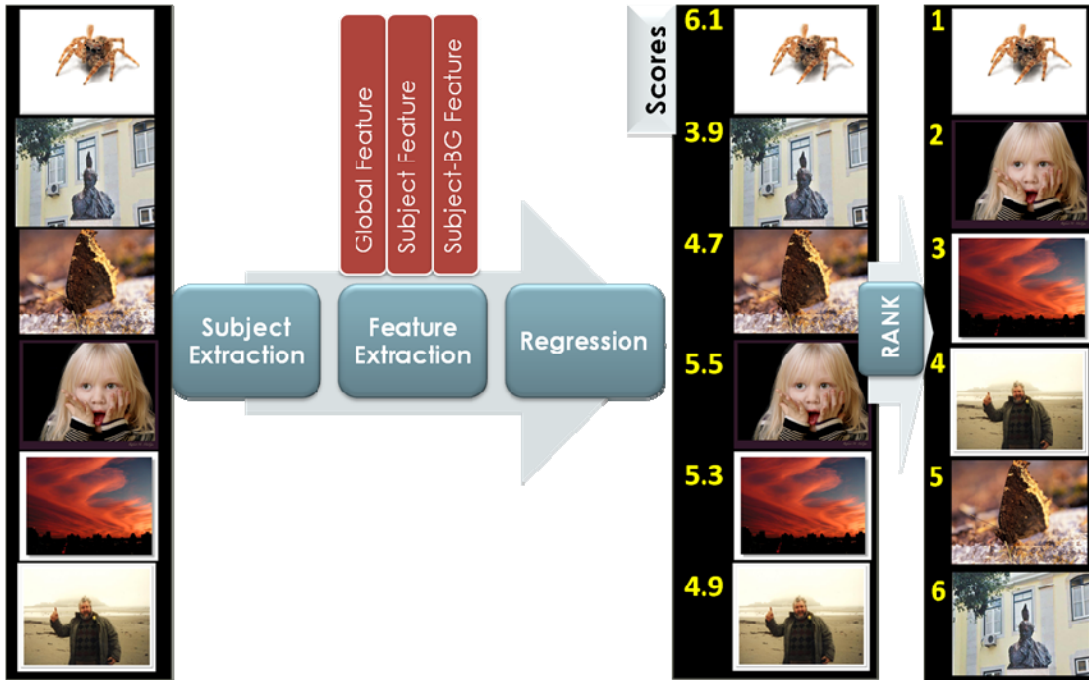 Global Feature
Subject Feature
Subject-BG Feature
Subject
Extraction
Feature
Extraction
Regression
Scores
6.1
3.9
4.7
5.5
5.3
4.9
RANK
1
2
3
4
5
6